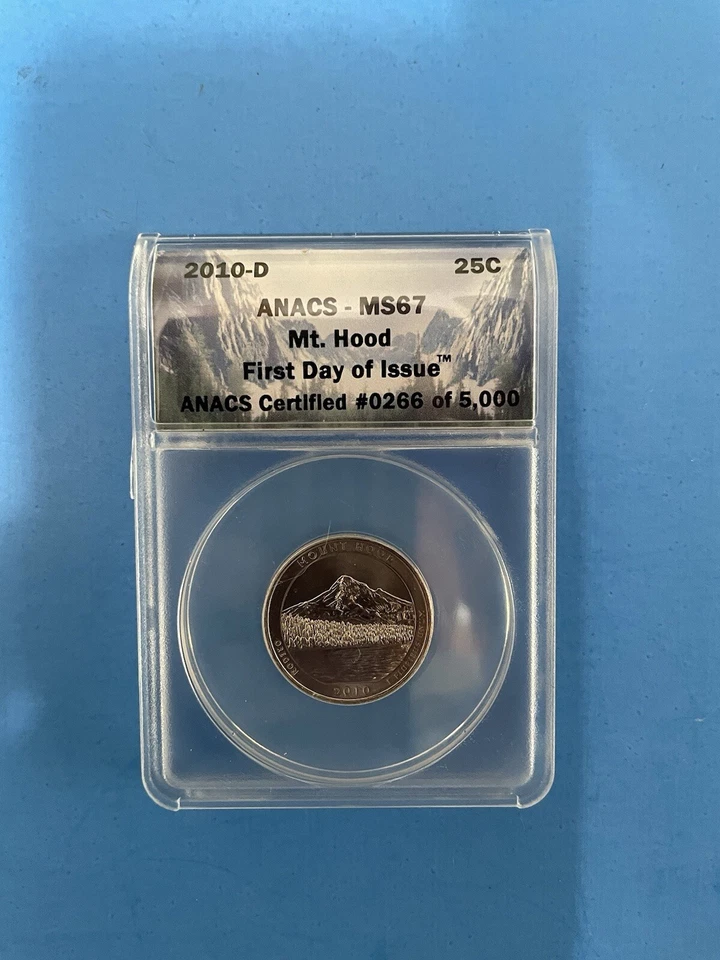 2010-D 25C
ANACS - MS67
Mt. Hood
First Day of Issue™
ANACS Certified #0266 of 5,000
MOUNT HOOD
2010